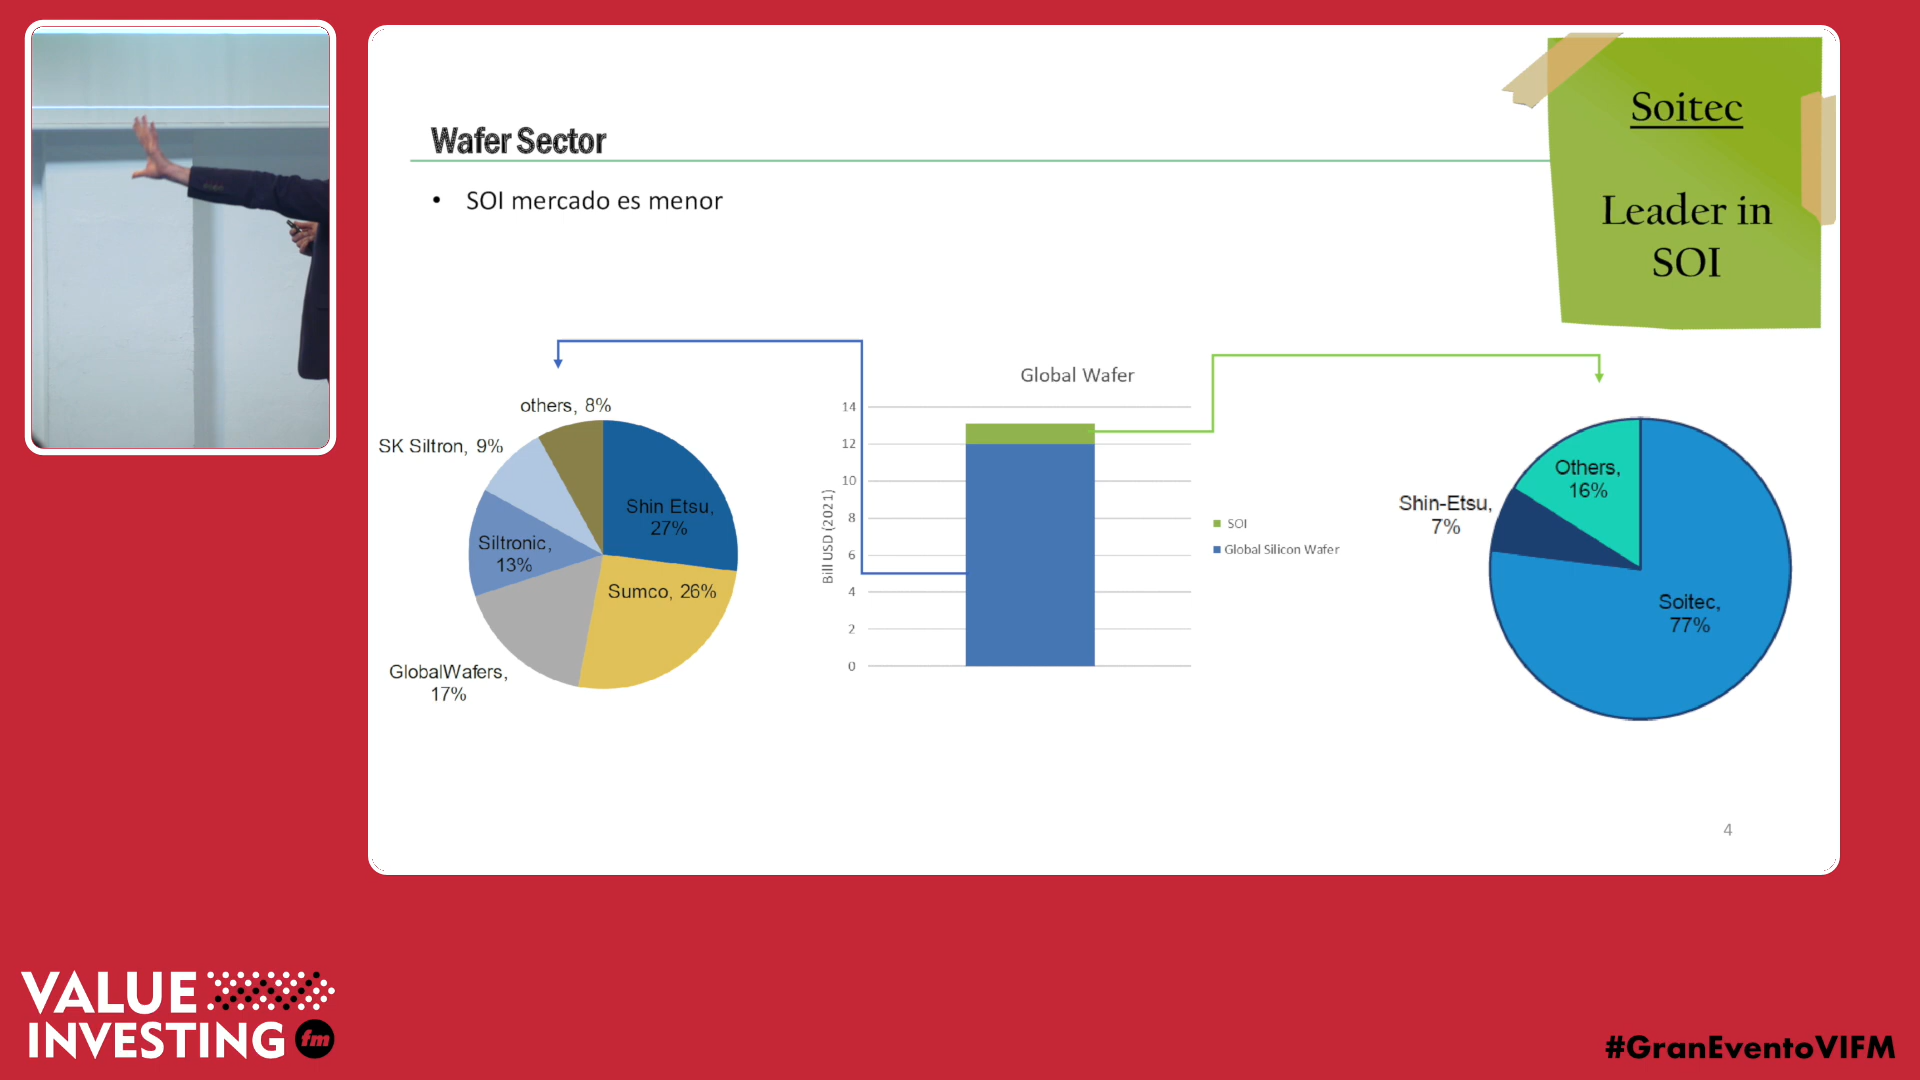 Soitec
Leader in
SOI
Wafer Sector
• SOI mercado es menor
others, 8%
SK Siltron, 9%
Shin Etsu,
27%
Siltronic,
13%
Sumco, 26%
GlobalWafers,
17%
Global Wafer
14
12
10
8
6
4
2
0
Bill USD (2021)
SOI
Global Silicon Wafer
Others,
16%
Shin-Etsu,
7%
Soitec,
77%
4
VALUE
INVESTING fm
#GranEventoVIFM